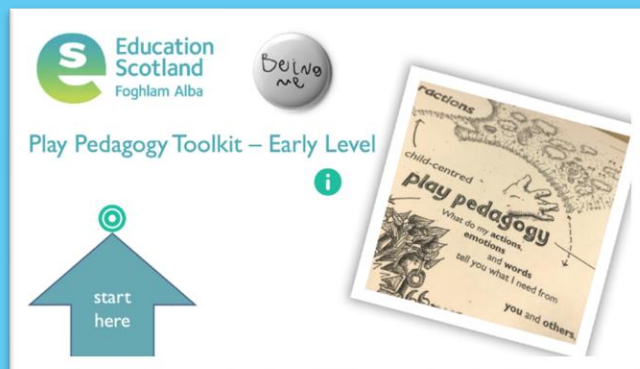 Education
Scotland
Foghlam Alba
Being
me
Play Pedagogy Toolkit – Early Level
i
start
here
ractions
child-centred
play pedagogy
What do my actions,
emotions
and words
tell you what I need from
you and others,